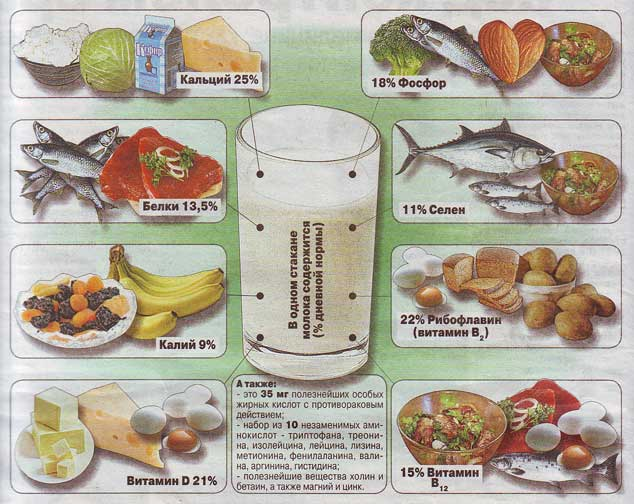 Кефир
Кальций 25%
18% Фосфор
Белки 13,5%
11% Селен
В одном стакане
молока содержится
(% дневной нормы)
Калий 9%
22% Рибофлавин
(витамин B2)
Витамин D 21%
А также:
- это 35 мг полезнейших особых
жирных кислот с противораковым
действием;
- набор из 10 незаменимых ами-
нокислот - триптофана, треони-
на, изолейцина, лейцина, лизина,
метионина, фенилаланина, вали-
на, аргинина, гистидина;
- полезнейшие вещества холин и
бетаин, а также магний и цинк.
15% Витамин
B12